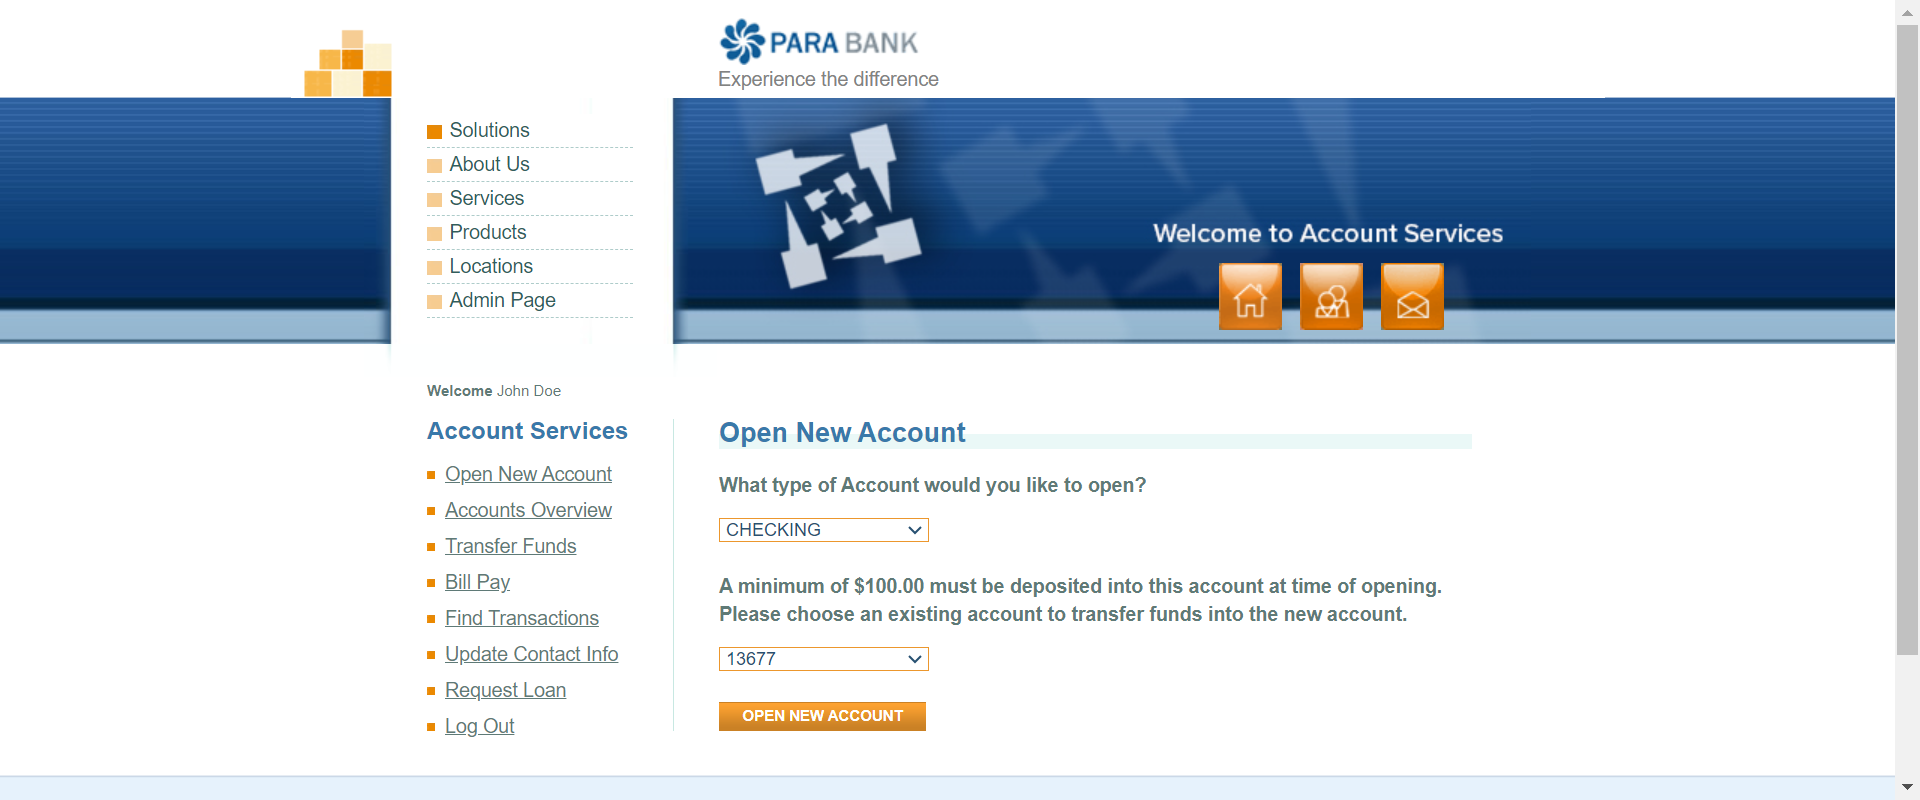 PARA BANK
Experience the difference
Solutions
About Us
Services
Products
Locations
Admin Page
Welcome to Account Services
Welcome John Doe
Account Services
Open New Account
Accounts Overview
Transfer Funds
Bill Pay
Find Transactions
Update Contact Info
Request Loan
Log Out
Open New Account
What type of Account would you like to open?
CHECKING
A minimum of $100.00 must be deposited into this account at time of opening.
Please choose an existing account to transfer funds into the new account.
13677
OPEN NEW ACCOUNT